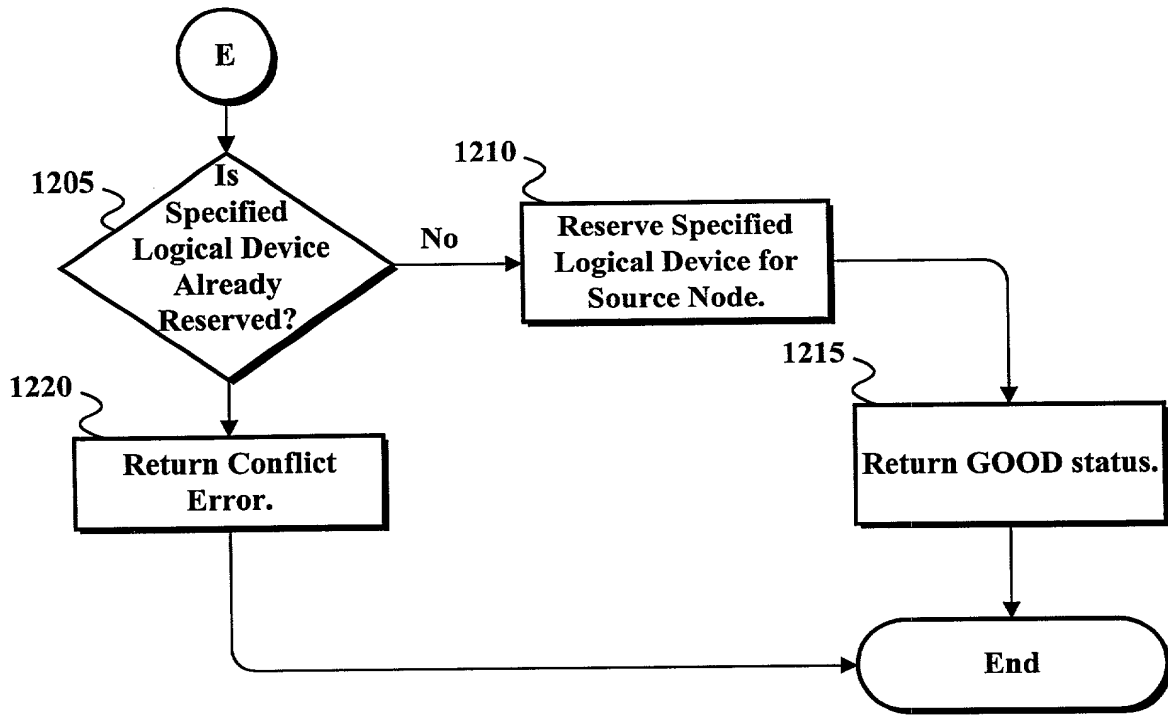 E
1205
Is
Specified
Logical Device
Already
Reserved?
No
1210
Reserve Specified
Logical Device for
Source Node.
1215
Return GOOD status.
1220
Return Conflict
Error.
End